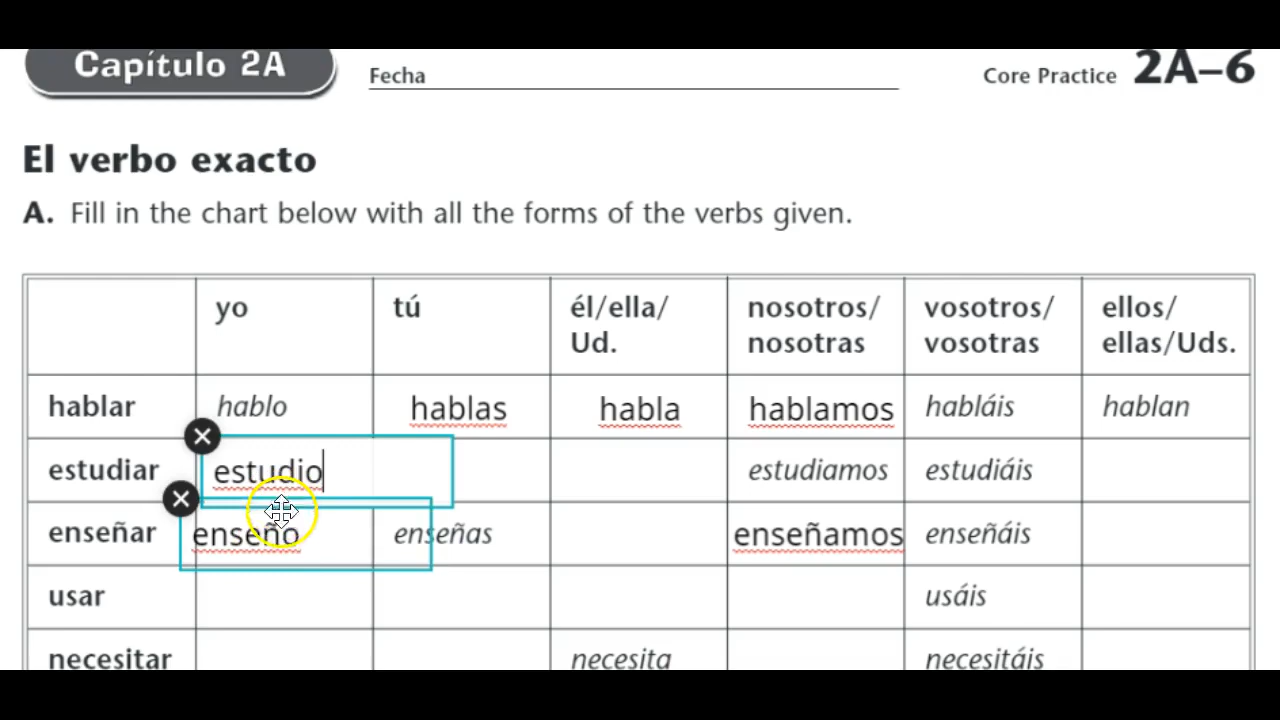 Capítulo 2A
Fecha
Core Practice 2A–6
El verbo exacto
A. Fill in the chart below with all the forms of the verbs given.
yo tú él/ella/ nosotros/ vosotros/ ellos/
Ud. nosotras vosotras ellas/Uds.
hablar hablo hablas habla hablamos habláis hablan
estudiar estudio estudiamos estudiáis
enseñar enseño enseñas enseñamos enseñáis
usar usáis
necesitar necesita necesitáis